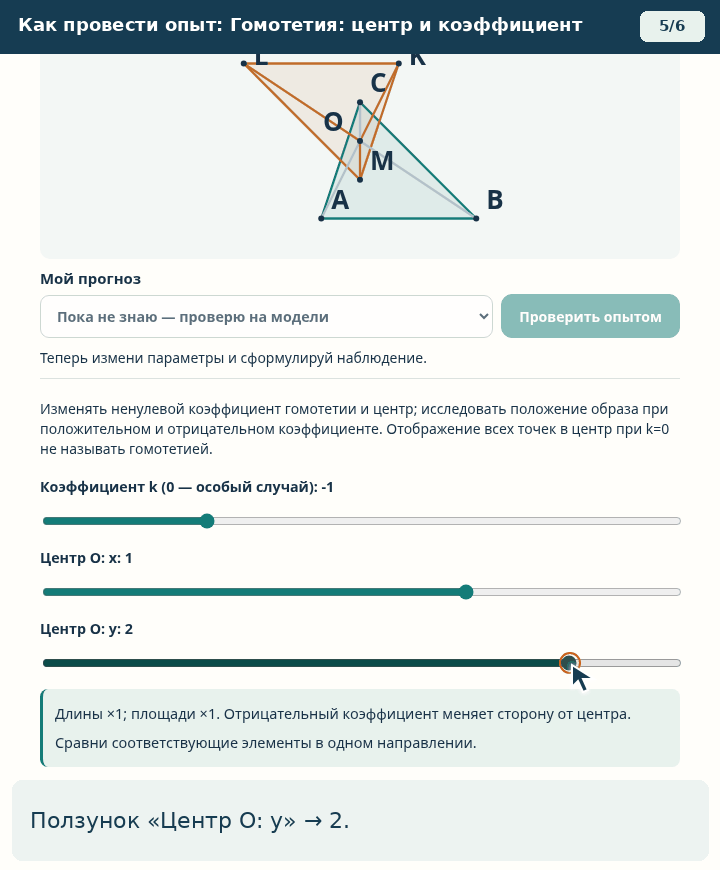 Как провести опыт: Гомотетия: центр и коэффициент
5/6
L
K
C
O
M
A
B
Мой прогноз
Пока не знаю — проверю на модели
Проверить опытом
Теперь измени параметры и сформулируй наблюдение.
Изменять ненулевой коэффициент гомотетии и центр; исследовать положение образа при
положительном и отрицательном коэффициенте. Отображение всех точек в центр при k=0
не называть гомотетией.
Коэффициент k (0 — особый случай): -1
Центр O: x: 1
Центр O: y: 2
Длины ×1; площади ×1. Отрицательный коэффициент меняет сторону от центра.
Сравни соответствующие элементы в одном направлении.
Ползунок «Центр O: y» → 2.